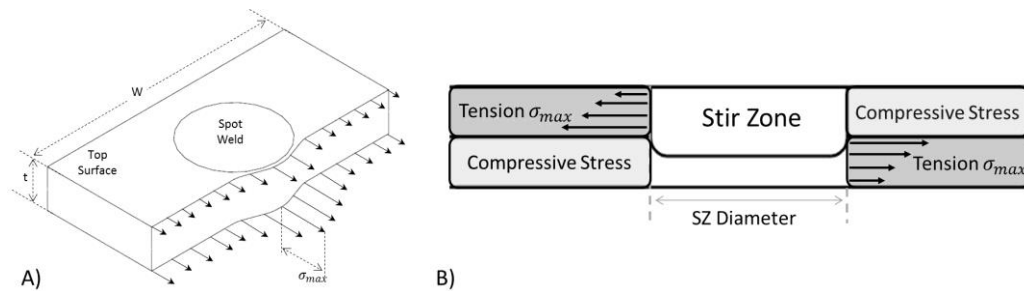 W
Spot
Weld
Top
Surface
t
σmax
A)
B)
Tension σmax
Stir Zone
Compressive Stress
Compressive Stress
Tension σmax
SZ Diameter